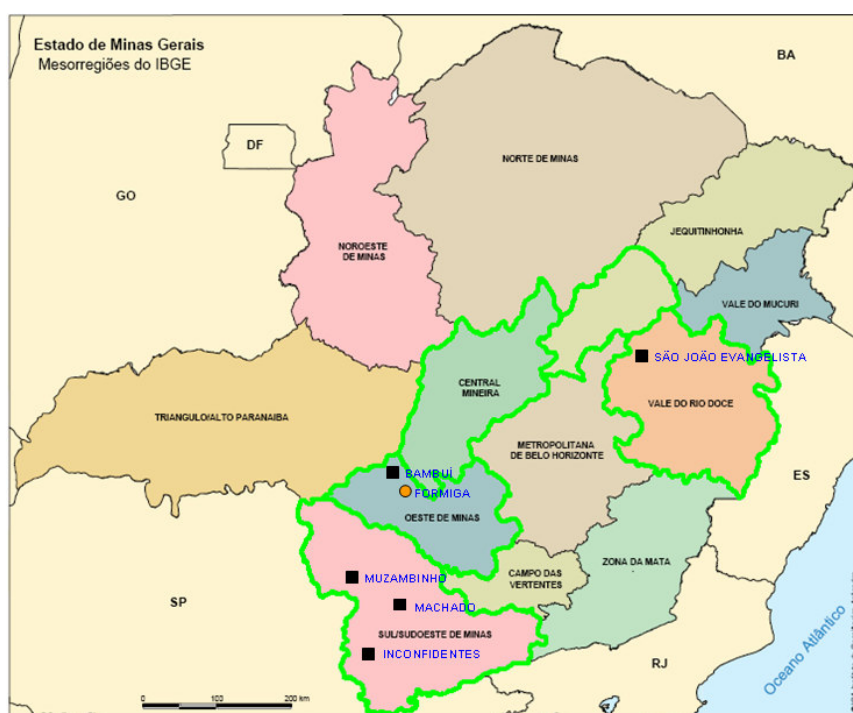 Estado de Minas Gerais
Mesorregiões do IBGE
BA
DF
NORTE DE MINAS
GO
JEQUITINHONHA
NOROESTE
DE MINAS
VALE DO MUCURI
SÃO JOÃO EVANGELISTA
CENTRAL
MINEIRA
VALE DO RIO DOCE
TRIANGULO/ALTO PARANAIBA
METROPOLITANA
DE BELO HORIZONTE
BAMBUÍ
ES
FORMIGA
OESTE DE MINAS
ZONA DA MATA
CAMPO DAS
VERTENTES
MUZAMBINHO
SP
MACHADO
SUL/SUDOESTE DE MINAS
INCONFIDENTES
RJ
Oceano Atlântico
0 100 200 km